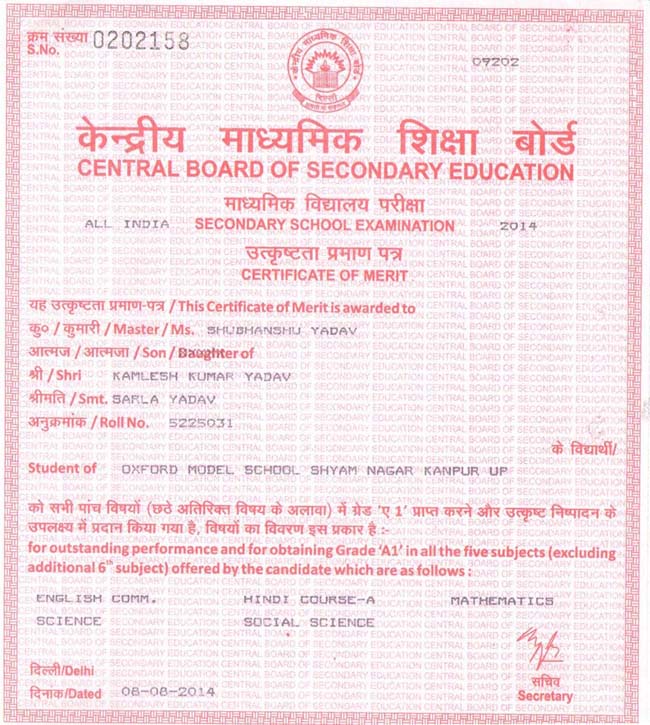 क्रम संख्या 0202158
S.No.
09202
केन्द्रीय माध्यमिक शिक्षा बोर्ड
CENTRAL BOARD OF SECONDARY EDUCATION
माध्यमिक विद्यालय परीक्षा
ALL INDIA SECONDARY SCHOOL EXAMINATION 2014
उत्कृष्टता प्रमाण पत्र
CERTIFICATE OF MERIT
यह उत्कृष्टता प्रमाण-पत्र / This Certificate of Merit is awarded to
कु० / कुमारी / Master / Ms. SHUBHANSHU YADAV
आत्मज / आत्मजा / Son / Daughter of
श्री / Shri KAMLESH KUMAR YADAV
श्रीमति / Smt. SARLA YADAV
अनुक्रमांक / Roll No. 5225031
के विद्यार्थी/
Student of OXFORD MODEL SCHOOL SHYAM NAGAR KANPUR UP
को सभी पांच विषयों (छठे अतिरिक्त विषय के अलावा) में ग्रेड 'ए 1' प्राप्त करने और उत्कृष्ट निष्पादन के
उपलक्ष्य में प्रदान किया गया है, विषयों का विवरण इस प्रकार है :-
for outstanding performance and for obtaining Grade 'A1' in all the five subjects (excluding
additional 6th subject) offered by the candidate which are as follows :
ENGLISH COMM. HINDI COURSE-A MATHEMATICS
SCIENCE SOCIAL SCIENCE
दिल्ली/Delhi
दिनांक/Dated 08-08-2014
सचिव
Secretary